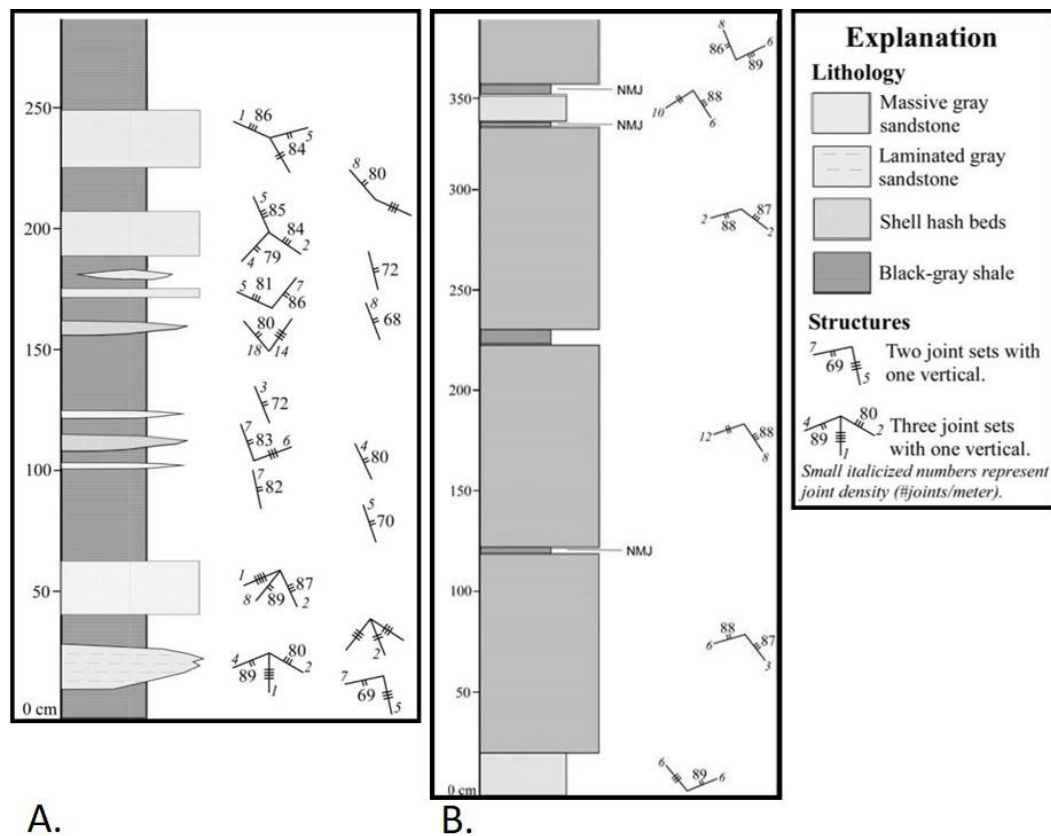 250
200
150
100
50
0 cm
1 86
5
84
8 80
5
85
84
4 79 2
72
5 81 7
86
8
68
80
18 14
3
72
7
83 6
4
80
7
82
5
70
1
87
8 89 2
2
4 80
89 2
1
7
69
5
A.
8
86 6
89
350
NMJ
88
10
6
NMJ
300
2 87
88 2
250
200
12 88
8
150
NMJ
100
88
6 87
3
50
6
89 6
0 cm
B.
Explanation
Lithology
Massive gray
sandstone
Laminated gray
sandstone
Shell hash beds
Black-gray shale
Structures
7
69
5
Two joint sets with
one vertical.
4 80
89 2
1
Three joint sets
with one vertical.
Small italicized numbers represent
joint density (#joints/meter).